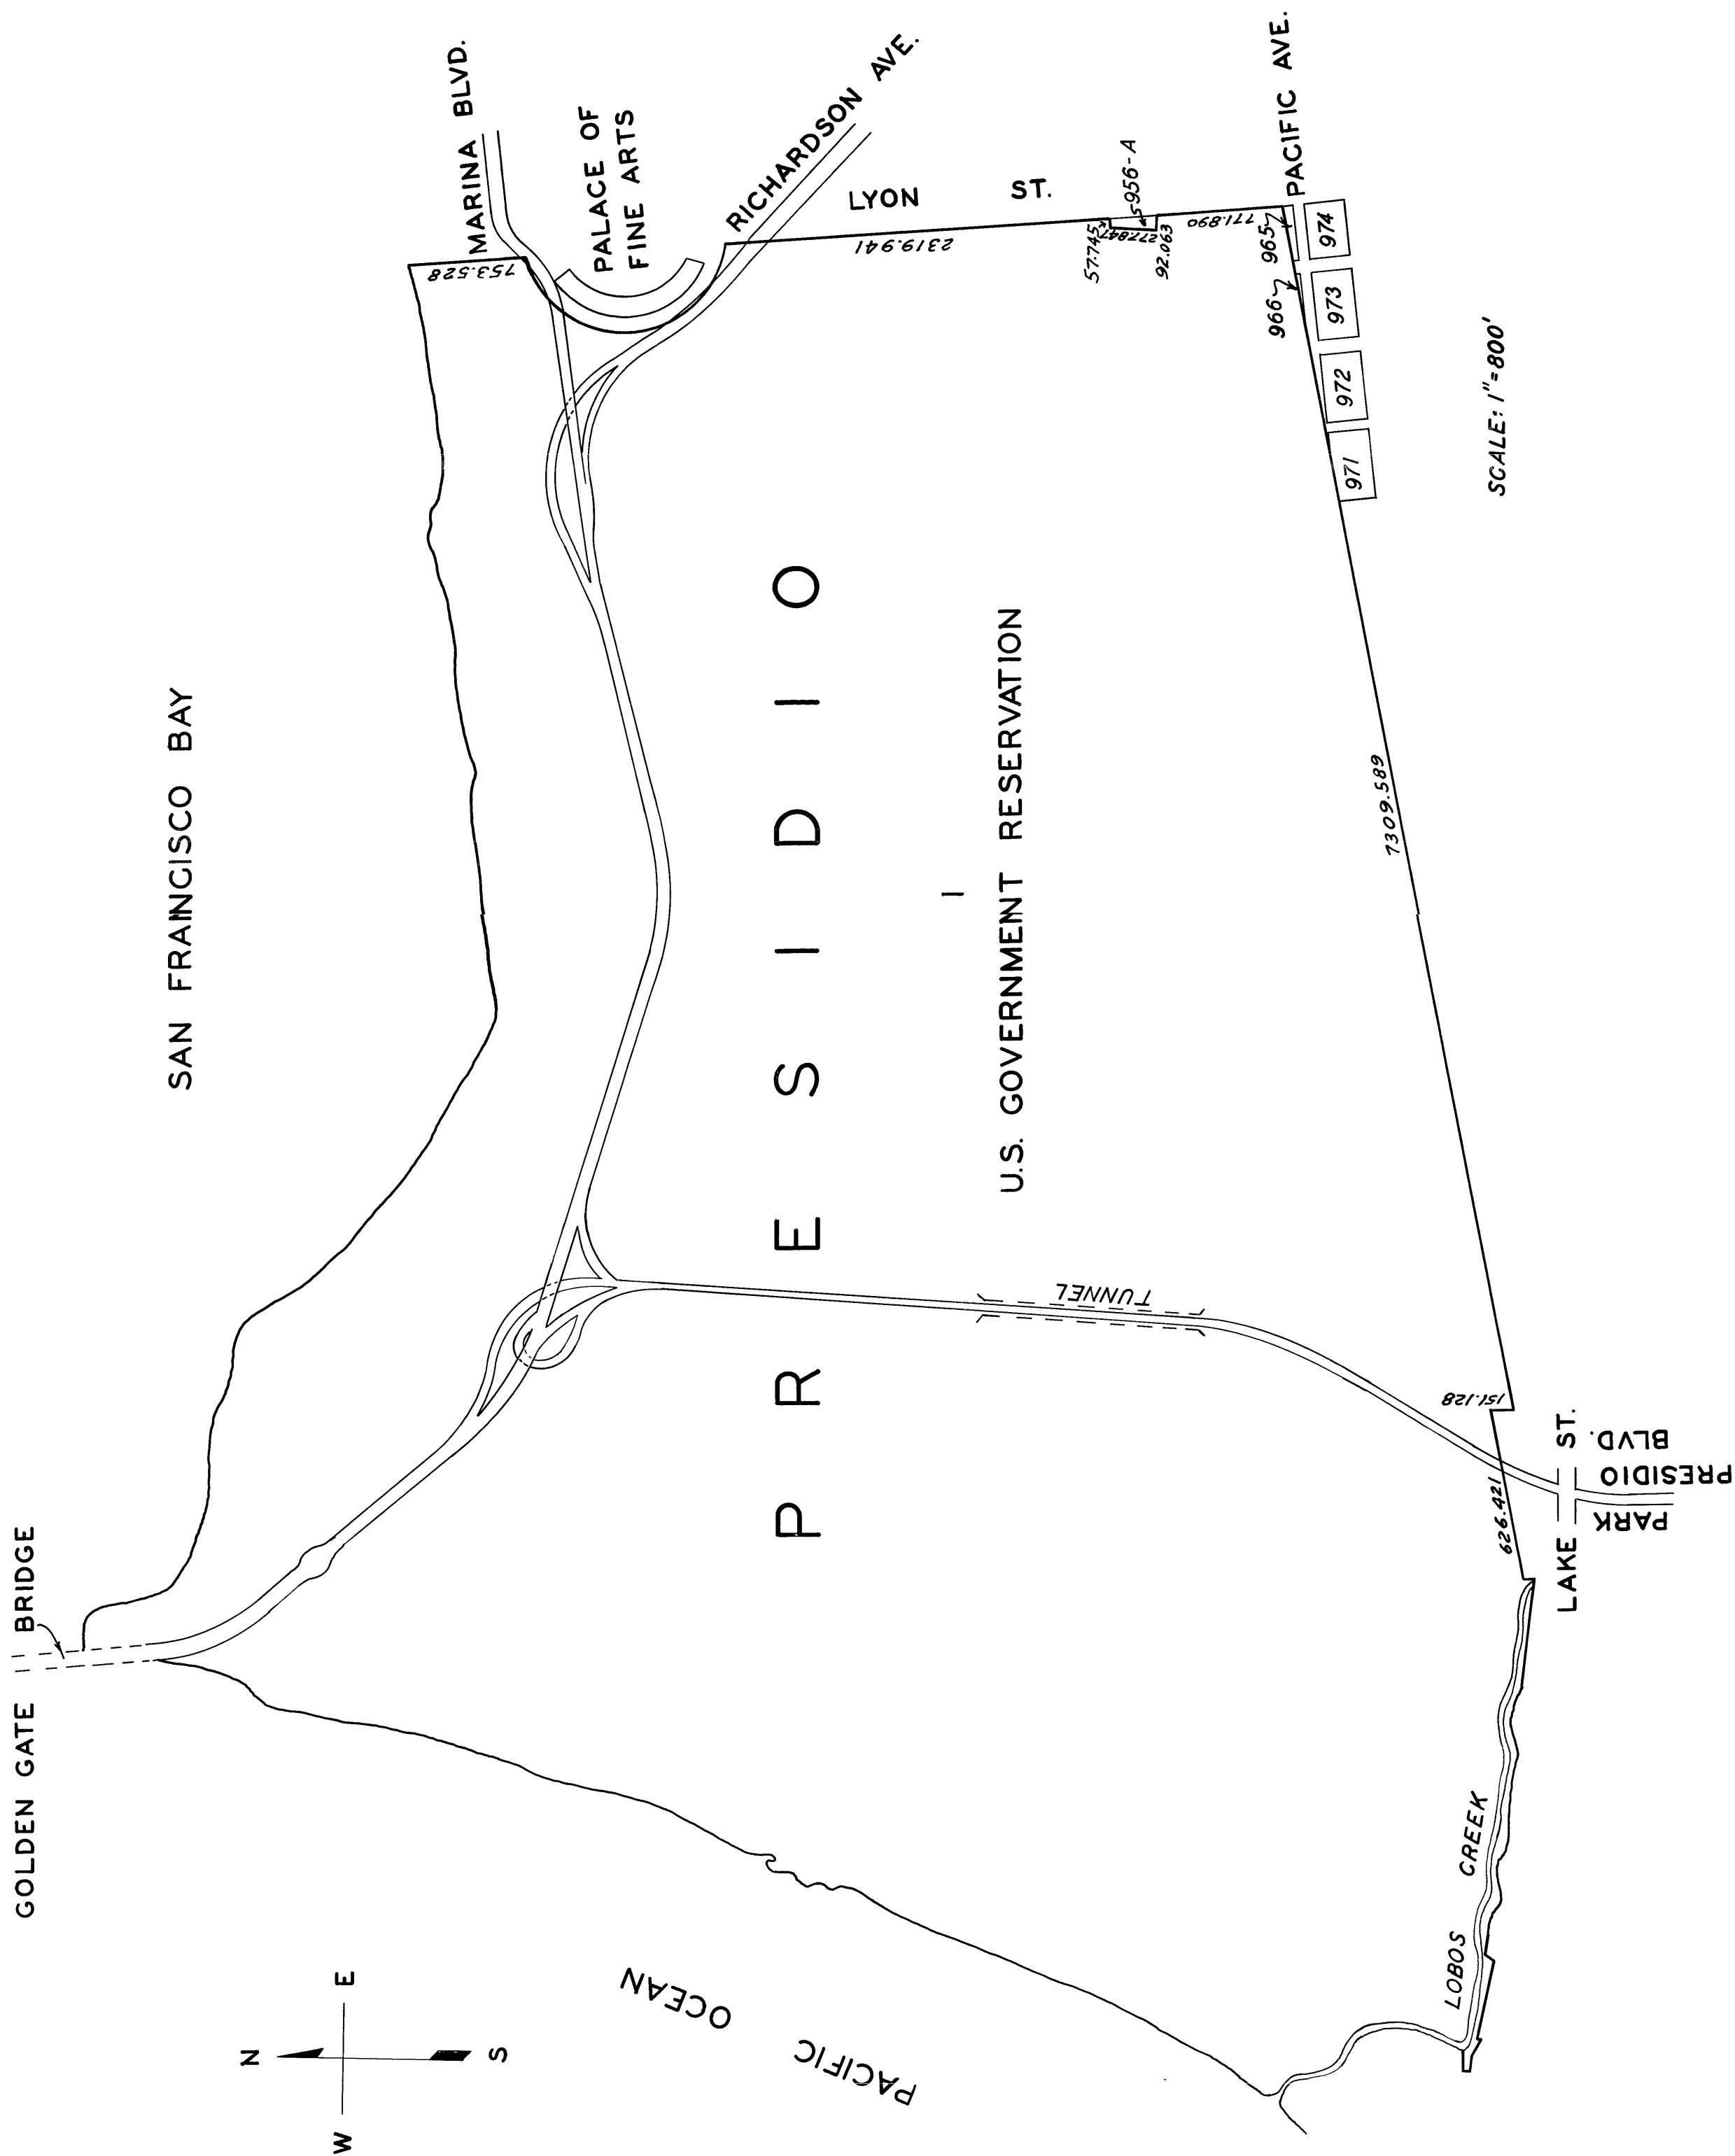 GOLDEN GATE BRIDGE
SAN FRANCISCO BAY
N
W E
S
PACIFIC
OCEAN
MARINA BLVD.
753.528
PALACE OF
FINE ARTS
RICHARDSON AVE.
LYON ST.
2319.941
57.745
277.847
956-A
92.063
771.890
PACIFIC AVE.
965
966
974
973
972
971
PRESIDIO
1
U.S. GOVERNMENT RESERVATION
TUNNEL
7309.589
151.128
626.421
LAKE ST.
PARK PRESIDIO
BLVD.
LOBOS CREEK
SCALE: 1"=800'